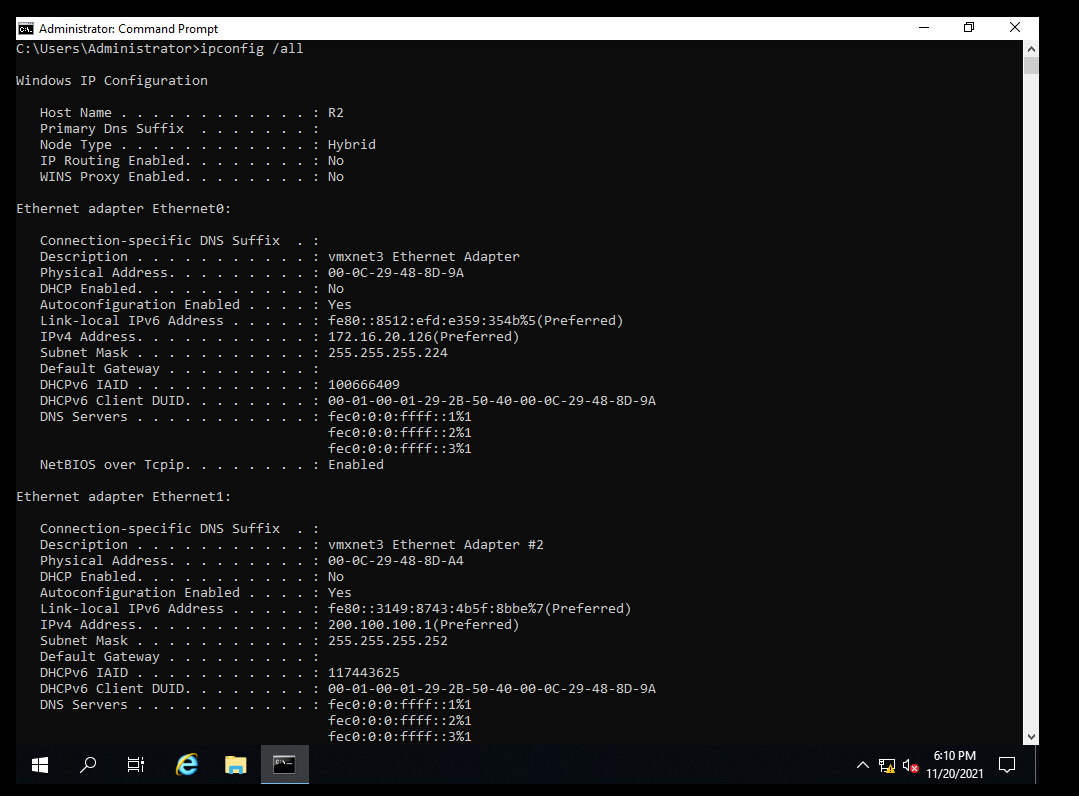 Administrator: Command Prompt
C:\Users\Administrator>ipconfig /all
Windows IP Configuration
Host Name . . . . . . . . . . . . : R2
Primary Dns Suffix  . . . . . . . :
Node Type . . . . . . . . . . . . : Hybrid
IP Routing Enabled. . . . . . . . : No
WINS Proxy Enabled. . . . . . . . : No
Ethernet adapter Ethernet0:
Connection-specific DNS Suffix  . :
Description . . . . . . . . . . . : vmxnet3 Ethernet Adapter
Physical Address. . . . . . . . . : 00-0C-29-48-8D-9A
DHCP Enabled. . . . . . . . . . . : No
Autoconfiguration Enabled . . . . : Yes
Link-local IPv6 Address . . . . . : fe80::8512:efd:e359:354b%5(Preferred)
IPv4 Address. . . . . . . . . . . : 172.16.20.126(Preferred)
Subnet Mask . . . . . . . . . . . : 255.255.255.224
Default Gateway . . . . . . . . . :
DHCPv6 IAID . . . . . . . . . . . : 100666409
DHCPv6 Client DUID. . . . . . . . : 00-01-00-01-29-2B-50-40-00-0C-29-48-8D-9A
DNS Servers . . . . . . . . . . . : fec0:0:0:ffff::1%1
fec0:0:0:ffff::2%1
fec0:0:0:ffff::3%1
NetBIOS over Tcpip. . . . . . . . : Enabled
Ethernet adapter Ethernet1:
Connection-specific DNS Suffix  . :
Description . . . . . . . . . . . : vmxnet3 Ethernet Adapter #2
Physical Address. . . . . . . . . : 00-0C-29-48-8D-A4
DHCP Enabled. . . . . . . . . . . : No
Autoconfiguration Enabled . . . . : Yes
Link-local IPv6 Address . . . . . : fe80::3149:8743:4b5f:8bbe%7(Preferred)
IPv4 Address. . . . . . . . . . . : 200.100.100.1(Preferred)
Subnet Mask . . . . . . . . . . . : 255.255.255.252
Default Gateway . . . . . . . . . :
DHCPv6 IAID . . . . . . . . . . . : 117443625
DHCPv6 Client DUID. . . . . . . . : 00-01-00-01-29-2B-50-40-00-0C-29-48-8D-9A
DNS Servers . . . . . . . . . . . : fec0:0:0:ffff::1%1
fec0:0:0:ffff::2%1
fec0:0:0:ffff::3%1
6:10 PM
11/20/2021